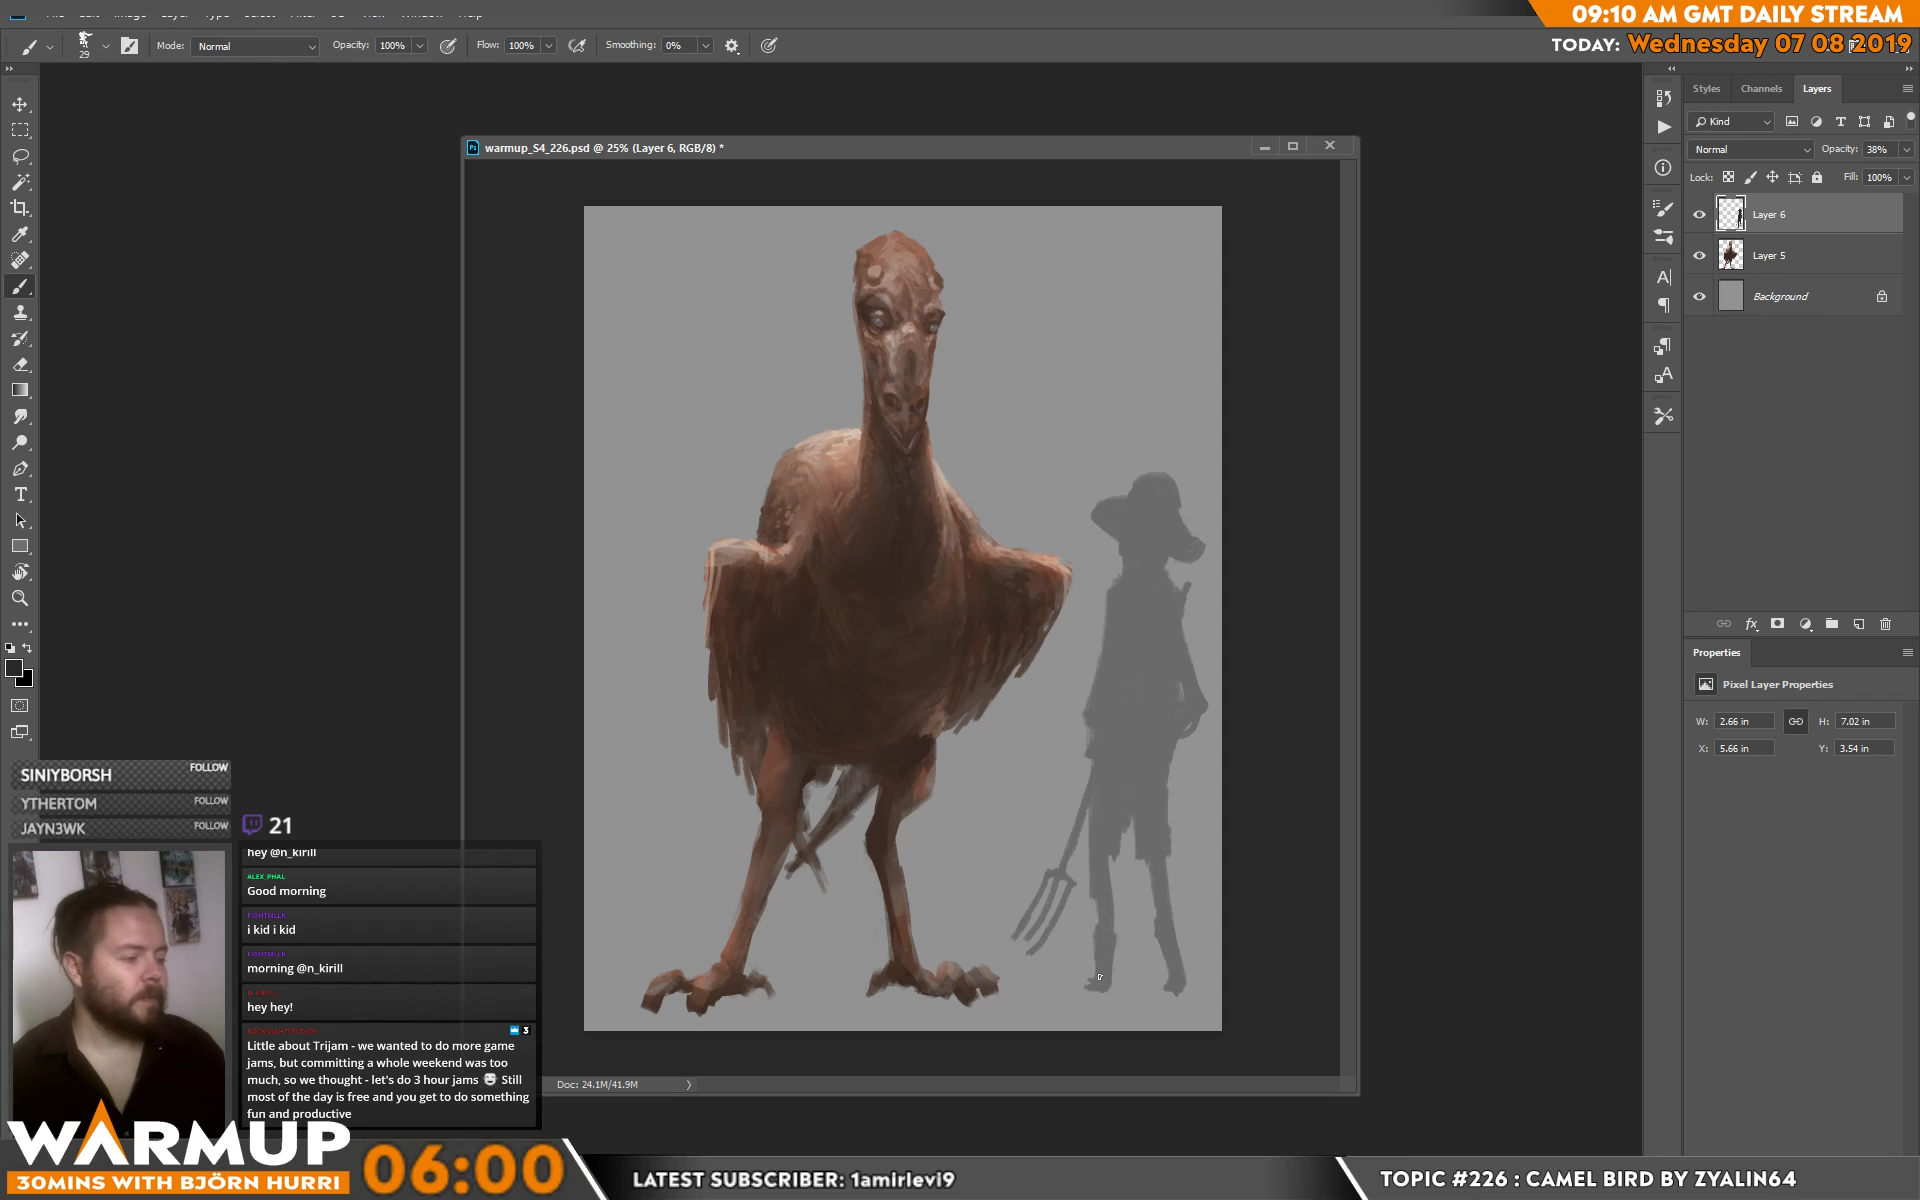 09:10 AM GMT DAILY STREAM
TODAY: Wednesday 07 08 2019
29
Mode: Normal
Opacity: 100%
Flow: 100%
Smoothing: 0%
warmup_S4_226.psd @ 25% (Layer 6, RGB/8) *
Styles
Channels
Layers
Kind
Normal
Opacity: 38%
Lock:
Fill: 100%
Layer 6
Layer 5
Background
Properties
Pixel Layer Properties
W: 2.66 in
H: 7.02 in
X: 5.66 in
Y: 3.54 in
SINIYBORSH FOLLOW
YTHERTOM FOLLOW
JAYN3WK FOLLOW
21
hey @n_kirill
ALEX PHAL
Good morning
i kid i kid
morning @n_kirill
hey hey!
3
Little about Trijam - we wanted to do more game
jams, but committing a whole weekend was too
much, so we thought - let's do 3 hour jams Still
most of the day is free and you get to do something
fun and productive
Doc: 24.1M/41.9M
WARMUP
30MINS WITH BJÖRN HURRI
06:00
LATEST SUBSCRIBER: 1amirlevi9
TOPIC #226 : CAMEL BIRD BY ZYALIN64